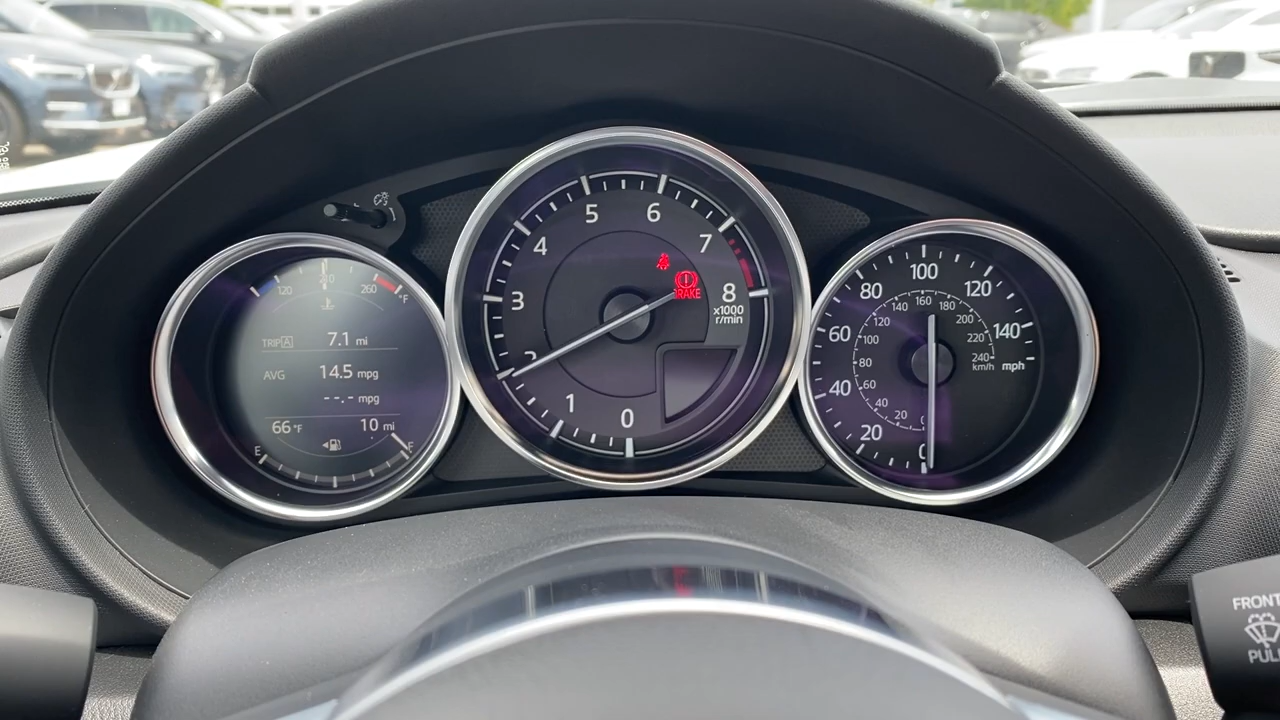 120 260 °F
TRIP A 7.1 mi
AVG 14.5 mpg
--.- mpg
66 °F 10 mi
E F
0
1
2
3
4
5
6
7
8
x1000
r/min
BRAKE
0
20
40
60
80
100
120
140
mph
0
20
40
60
80
100
120
140
160
180
200
220
240
km/h
FRONT
PULL